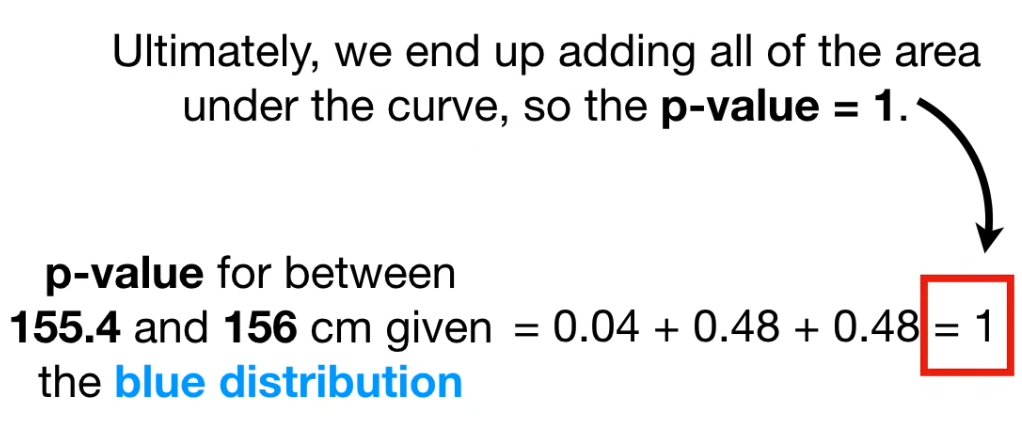 Ultimately, we end up adding all of the area
under the curve, so the p-value = 1.
p-value for between
155.4 and 156 cm given = 0.04 + 0.48 + 0.48 = 1
the blue distribution